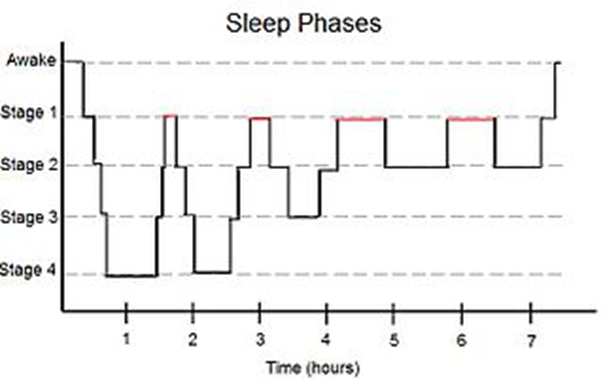 Sleep Phases
Awake
Stage 1
Stage 2
Stage 3
Stage 4
1 2 3 4 5 6 7
Time (hours)